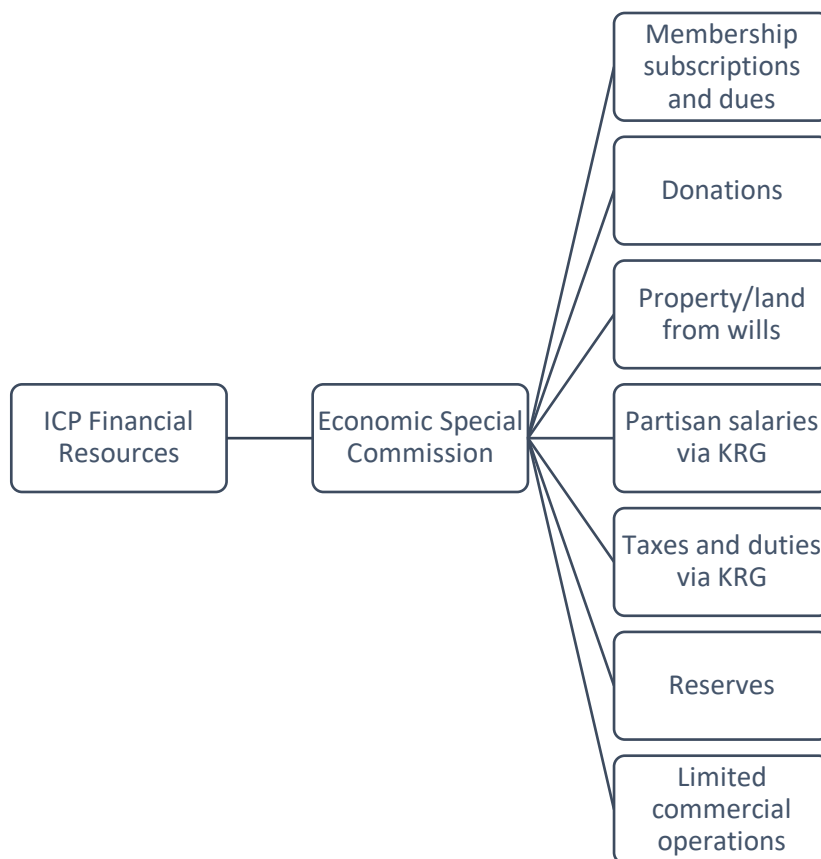 Membership
subscriptions
and dues
Donations
Property/land
from wills
ICP Financial
Resources
Economic Special
Commission
Partisan salaries
via KRG
Taxes and duties
via KRG
Reserves
Limited
commercial
operations